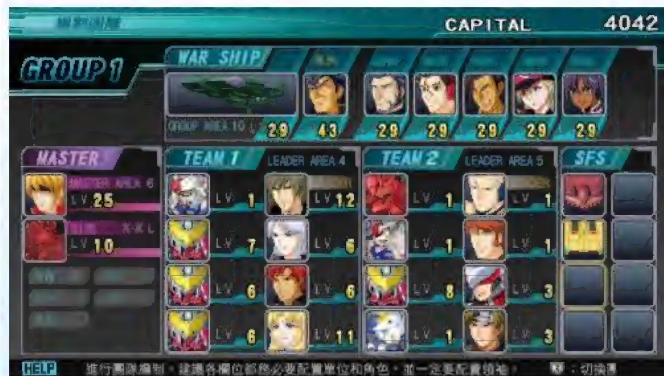 CAPITAL 4042
GROUP 1
WAR SHIP
GROUP AREA 10 L 29 43 29 29 29 29 29
MASTER
MASTER AREA 6
LV 25
LV 10
TEAM 1 LEADER AREA 4
LV 1 LV 12
LV 7 LV 6
LV 6 LV 6
LV 6 LV 11
TEAM 2 LEADER AREA 5
LV 1 LV 1
LV 1 LV 1
LV 8 LV 3
LV 1 LV 3
SFS
HELP 進行團隊編制。建議各欄位都務必要配置單位和角色。並一定要配置領袖。 :切換